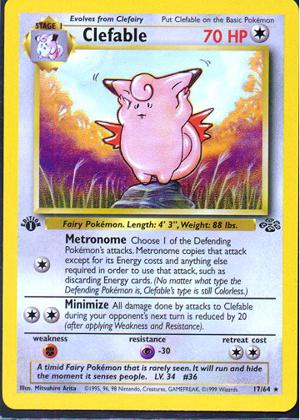 STAGE 1
Evolves from Clefairy
Put Clefable on the Basic Pokémon
Clefable
70 HP
EDITION
1
Fairy Pokémon. Length: 4' 3", Weight: 88 lbs.
Metronome Choose 1 of the Defending
Pokémon's attacks. Metronome copies that attack
except for its Energy costs and anything else
required in order to use that attack, such as
discarding Energy cards. (No matter what type the
Defending Pokémon is, Clefable's type is still Colorless.)
Minimize All damage done by attacks to Clefable
during your opponent's next turn is reduced by 20
(after applying Weakness and Resistance).
weakness
resistance
retreat cost
-30
A timid Fairy Pokémon that is rarely seen. It will run and hide
the moment it senses people. LV. 34 #36
Illus. Mitsuhiro Arita
©1995, 96, 98 Nintendo, Creatures, GAMEFREAK. ©1999 Wizards.
17/64